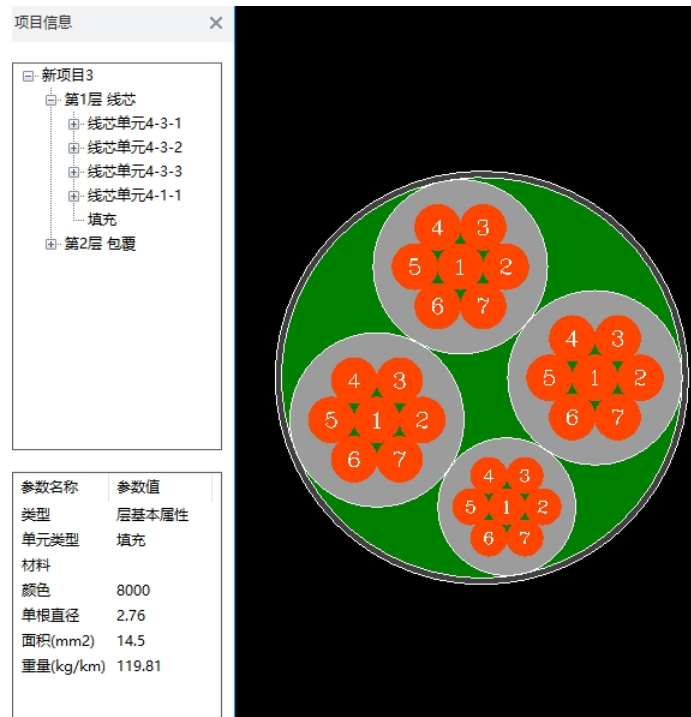 项目信息
新项目3
第1层 线芯
线芯单元4-3-1
线芯单元4-3-2
线芯单元4-3-3
线芯单元4-1-1
填充
第2层 包覆
参数名称 参数值
类型 层基本属性
单元类型 填充
材料
颜色 8000
单根直径 2.76
面积(mm2) 14.5
重量(kg/km) 119.81
4 3
5 1 2
6 7
4 3
5 1 2
6 7
4 3
5 1 2
6 7
4 3
5 1 2
6 7